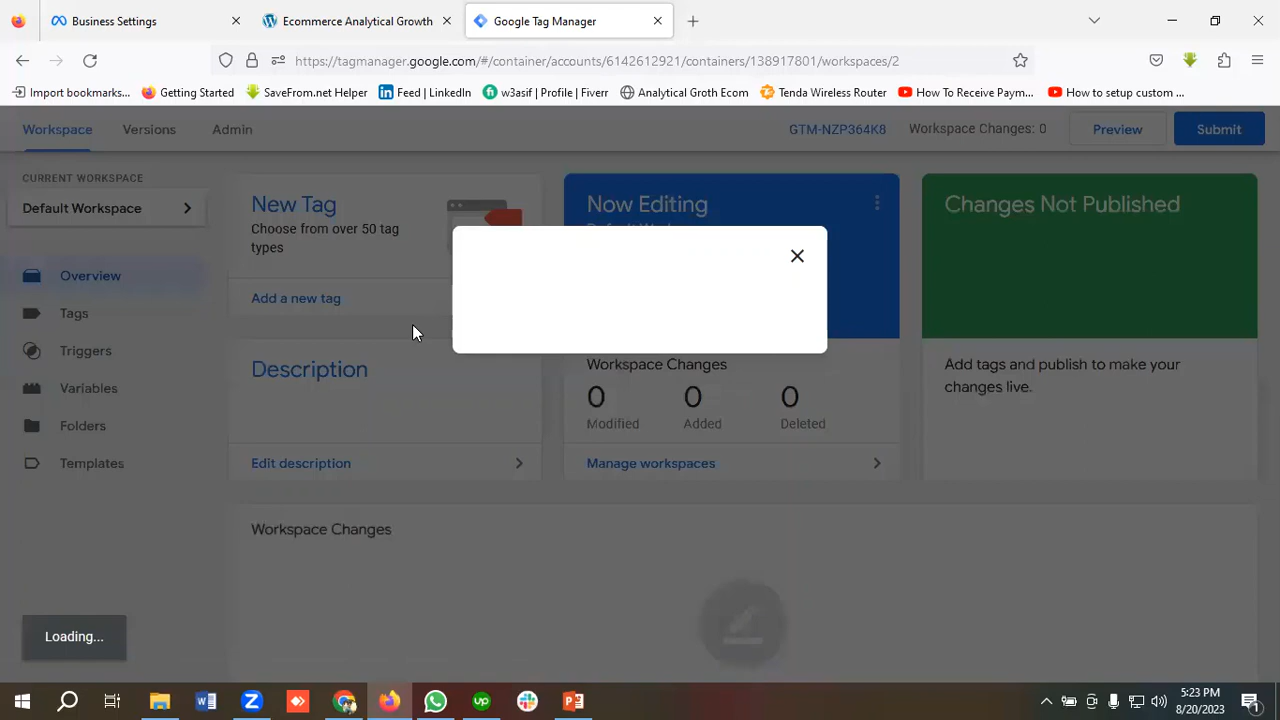 Business Settings
Ecommerce Analytical Growth
Google Tag Manager
https://tagmanager.google.com/#/container/accounts/6142612921/containers/138917801/workspaces/2
Import bookmarks...
Getting Started
SaveFrom.net Helper
Feed | LinkedIn
w3asif | Profile | Fiverr
Analytical Groth Ecom
Tenda Wireless Router
How To Receive Paym...
How to setup custom ...
Workspace
Versions
Admin
GTM-NZP364K8
Workspace Changes: 0
Preview
Submit
CURRENT WORKSPACE
Default Workspace
Overview
Tags
Triggers
Variables
Folders
Templates
New Tag
Choose from over 50 tag
types
Add a new tag
Now Editing
Changes Not Published
Description
Edit description
Workspace Changes
0
0
0
Modified
Added
Deleted
Manage workspaces
Add tags and publish to make your
changes live.
Workspace Changes
Loading...
5:23 PM
8/20/2023